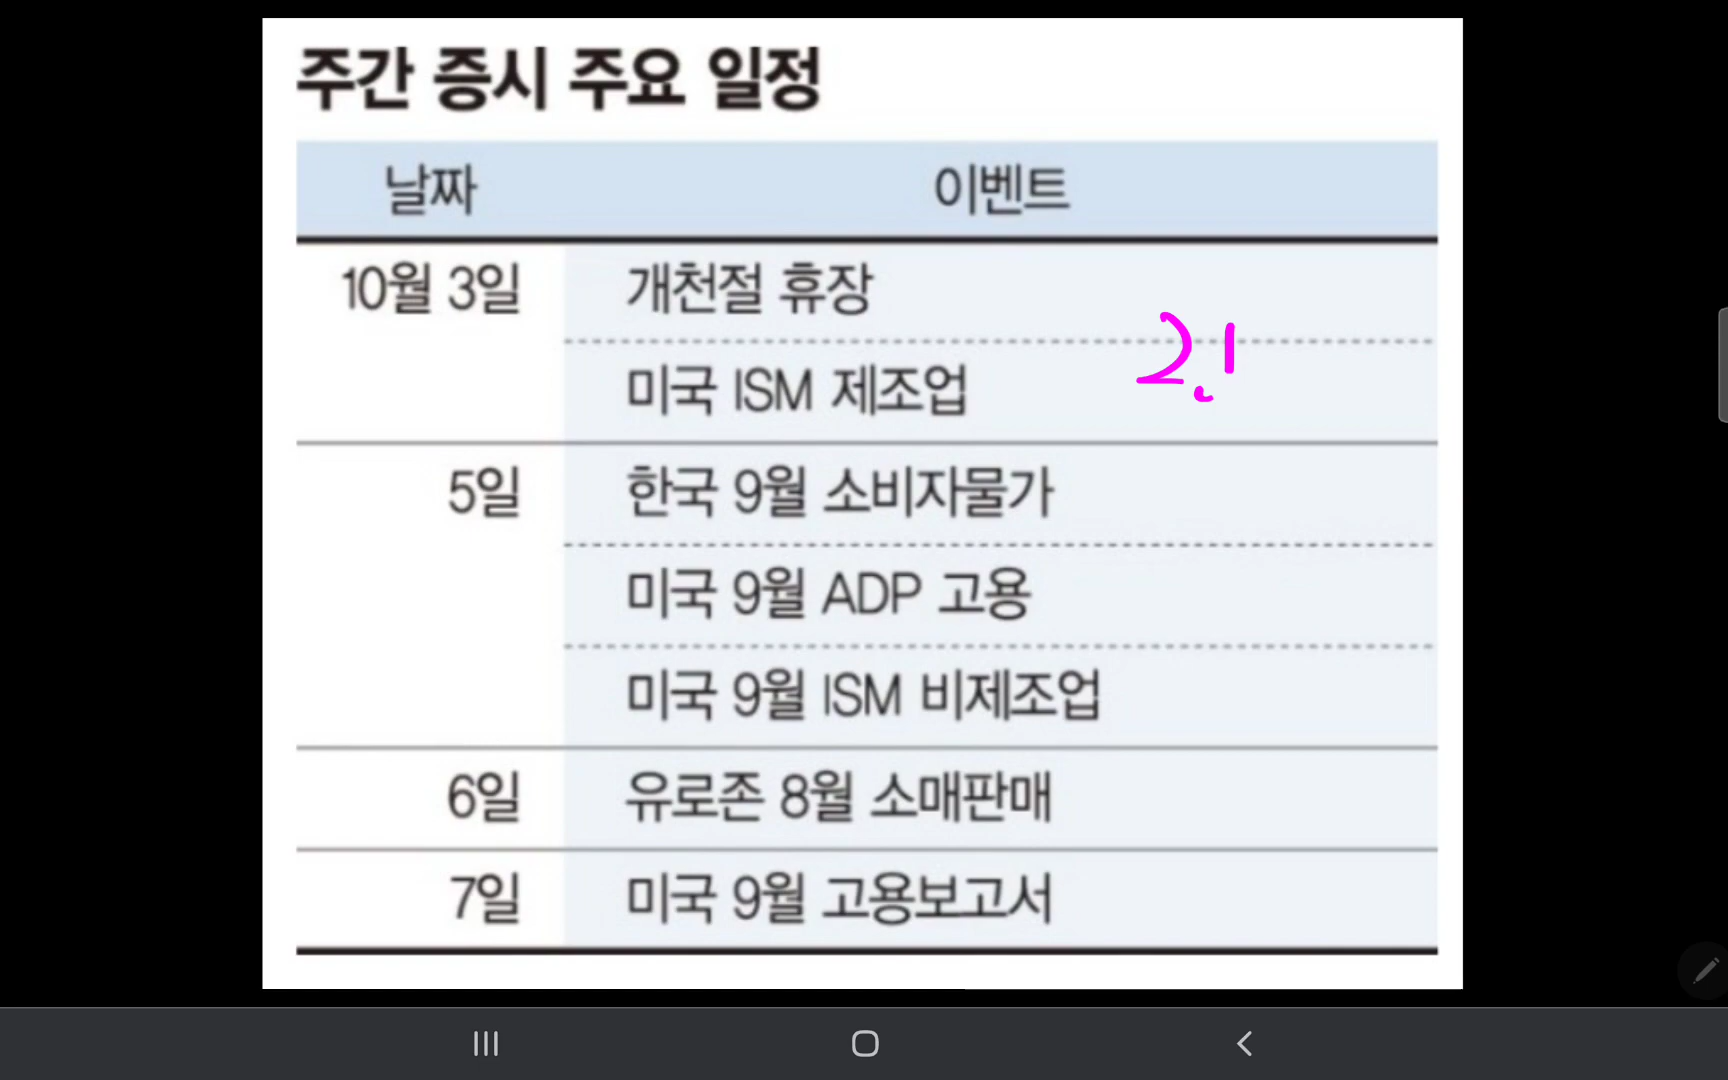 주간 증시 주요 일정
날짜 이벤트
10월 3일 개천절 휴장
2.1
미국 ISM 제조업
5일 한국 9월 소비자물가
미국 9월 ADP 고용
미국 9월 ISM 비제조업
6일 유로존 8월 소매판매
7일 미국 9월 고용보고서